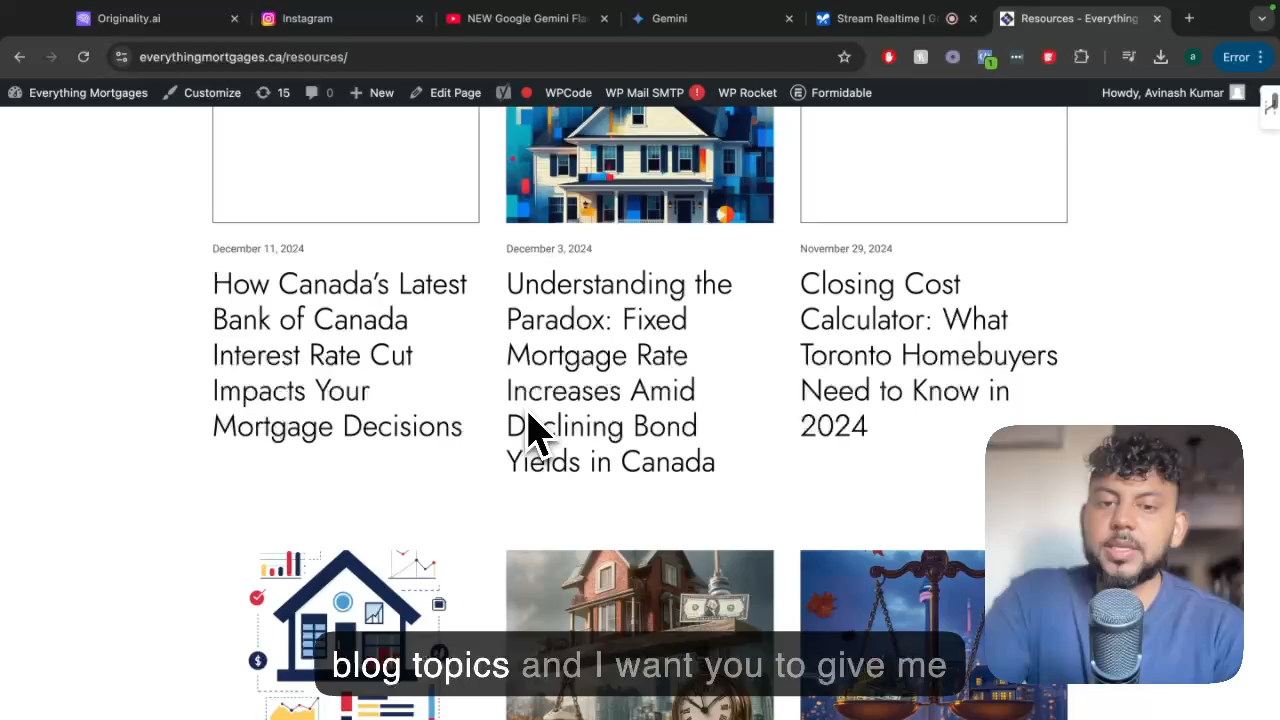 Originality.ai
Instagram
NEW Google Gemini Fla
Gemini
Stream Realtime | G
Resources - Everything
everythingmortgages.ca/resources/
1
a
Error
Everything Mortgages
Customize
15
0
New
Edit Page
WPCode
WP Mail SMTP !
WP Rocket
Formidable
Howdy, Avinash Kumar
December 11, 2024
How Canada's Latest
Bank of Canada
Interest Rate Cut
Impacts Your
Mortgage Decisions
December 3, 2024
Understanding the
Paradox: Fixed
Mortgage Rate
Increases Amid
Declining Bond
Yields in Canada
November 29, 2024
Closing Cost
Calculator: What
Toronto Homebuyers
Need to Know in
2024
blog topics and I want you to give me